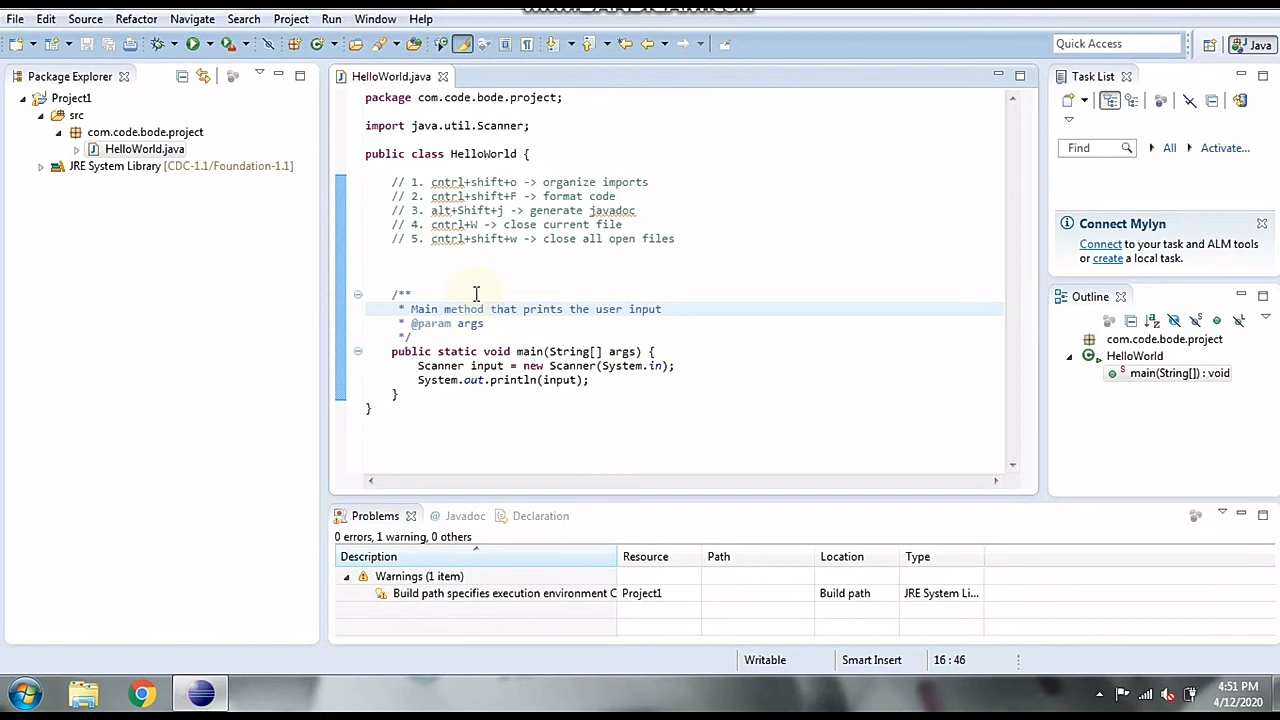 File Edit Source Refactor Navigate Search Project Run Window Help
Quick Access
Java
Package Explorer
Project1
src
com.code.bode.project
HelloWorld.java
JRE System Library [CDC-1.1/Foundation-1.1]
HelloWorld.java
package com.code.bode.project;
import java.util.Scanner;
public class HelloWorld {
// 1. cntrl+shift+o -> organize imports
// 2. cntrl+shift+F -> format code
// 3. alt+Shift+j -> generate javadoc
// 4. cntrl+W -> close current file
// 5. cntrl+shift+w -> close all open files
/**
* Main method that prints the user input
* @param args
*/
public static void main(String[] args) {
Scanner input = new Scanner(System.in);
System.out.println(input);
}
}
Task List
Find All Activate...
Connect Mylyn
Connect to your task and ALM tools
or create a local task.
Outline
com.code.bode.project
HelloWorld
S main(String[]) : void
Problems @ Javadoc Declaration
0 errors, 1 warning, 0 others
Description Resource Path Location Type
Warnings (1 item)
Build path specifies execution environment C Project1 Build path JRE System Li...
Writable Smart Insert 16 : 46
4:51 PM
4/12/2020